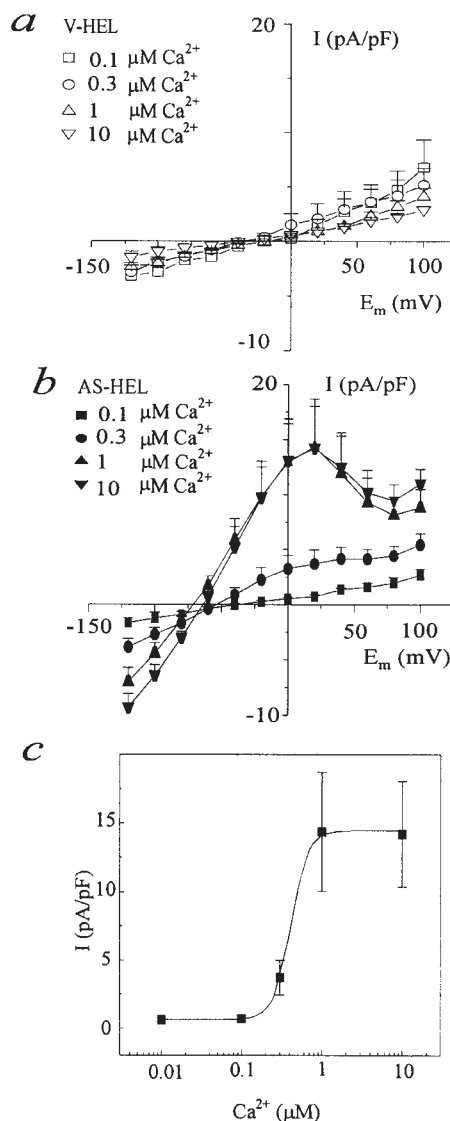 a V-HEL
20
I (pA/pF)
0.1 μM Ca²⁺
0.3 μM Ca²⁺
1 μM Ca²⁺
10 μM Ca²⁺
-150
50
100
E_m (mV)
-10
b AS-HEL
20
I (pA/pF)
0.1 μM Ca²⁺
0.3 μM Ca²⁺
1 μM Ca²⁺
10 μM Ca²⁺
-150
50
100
E_m (mV)
-10
c
I (pA/pF)
15
10
5
0
0.01
0.1
1
10
Ca²⁺ (μM)